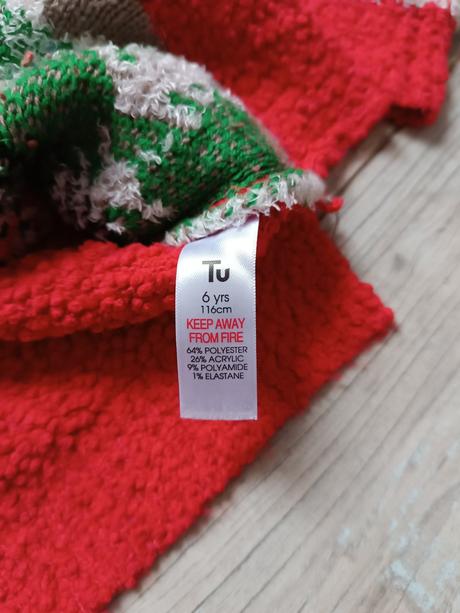 Tu
6 yrs
116cm
KEEP AWAY
FROM FIRE
64% POLYESTER
26% ACRYLIC
9% POLYAMIDE
1% ELASTANE